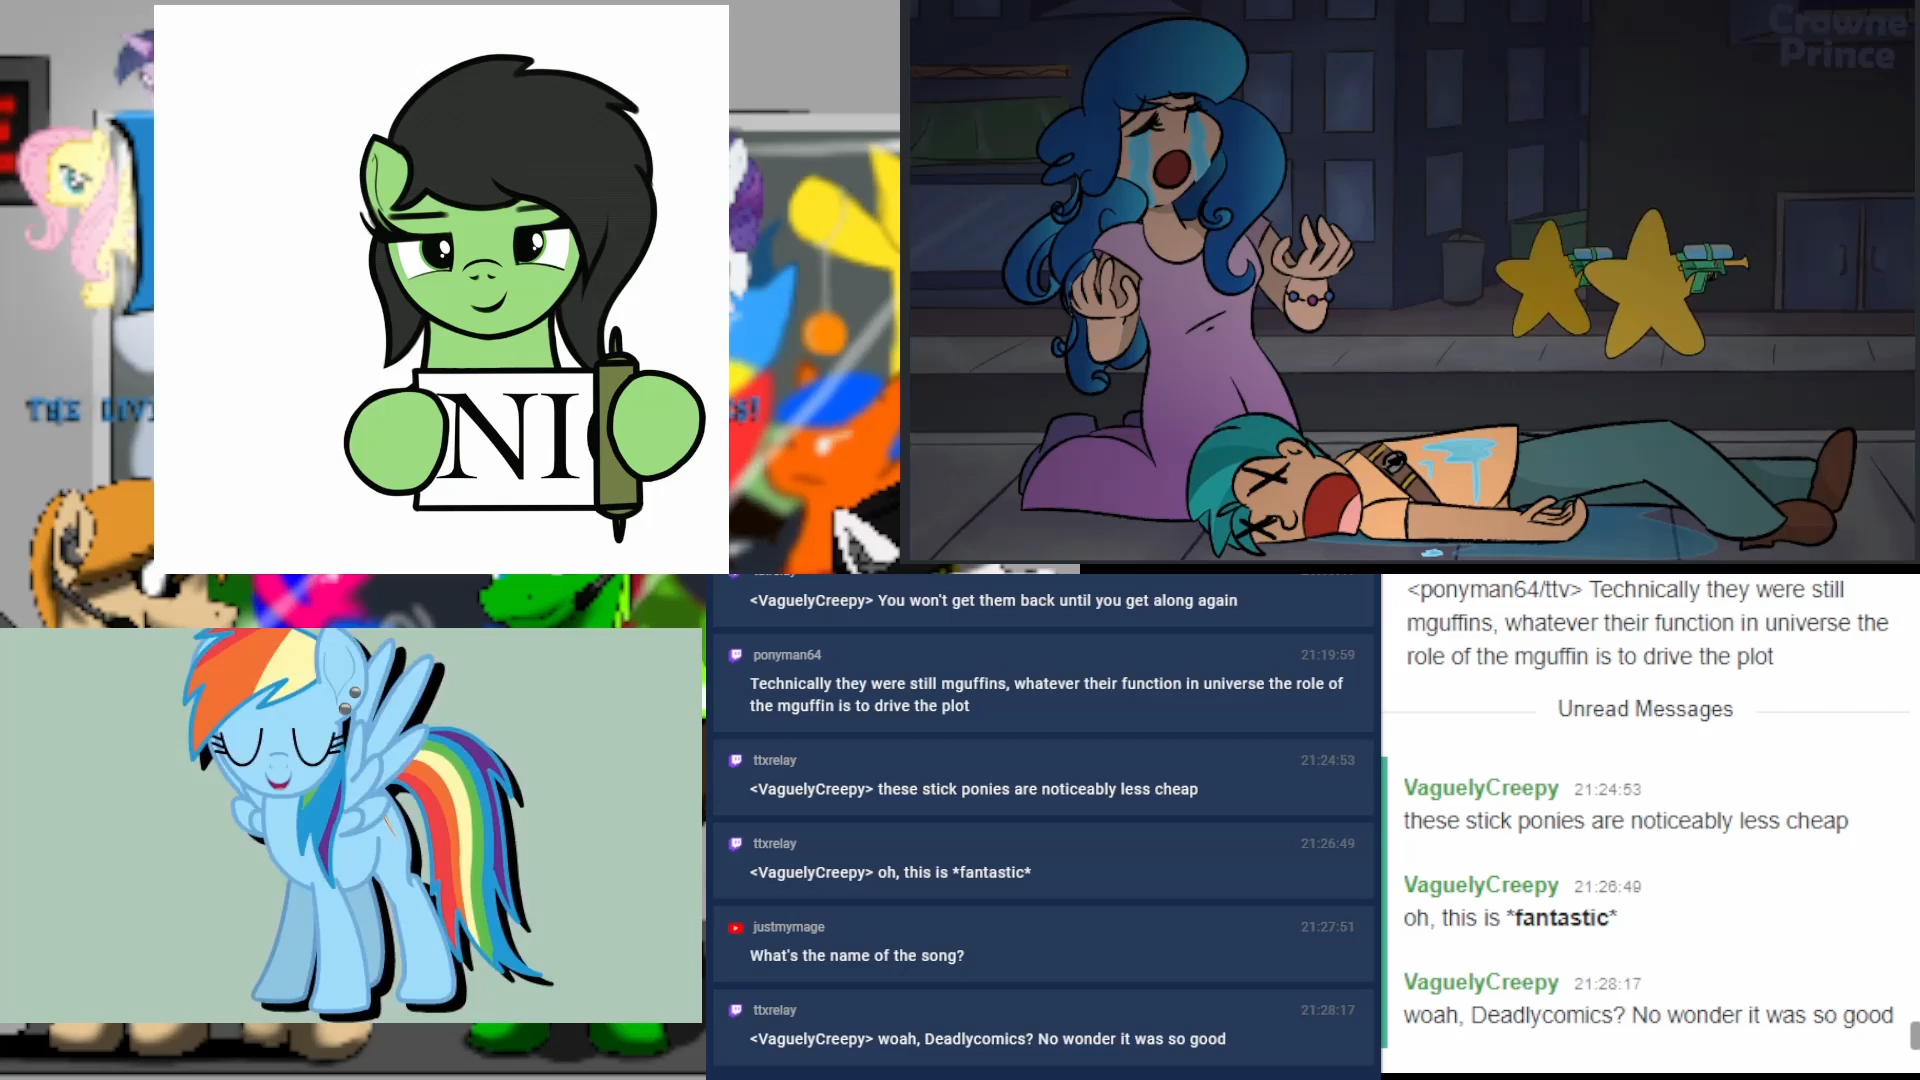 Crowne
Prince
THE DIV
s!
NI
<VaguelyCreepy> You won't get them back until you get along again
ponyman64 21:19:59
Technically they were still mguffins, whatever their function in universe the role of
the mguffin is to drive the plot
ttxrelay 21:24:53
<VaguelyCreepy> these stick ponies are noticeably less cheap
ttxrelay 21:26:49
<VaguelyCreepy> oh, this is *fantastic*
justmymage 21:27:51
What's the name of the song?
ttxrelay 21:28:17
<VaguelyCreepy> woah, Deadlycomics? No wonder it was so good
<ponyman64/ttv> Technically they were still
mguffins, whatever their function in universe the
role of the mguffin is to drive the plot
Unread Messages
VaguelyCreepy 21:24:53
these stick ponies are noticeably less cheap
VaguelyCreepy 21:26:49
oh, this is *fantastic*
VaguelyCreepy 21:28:17
woah, Deadlycomics? No wonder it was so good